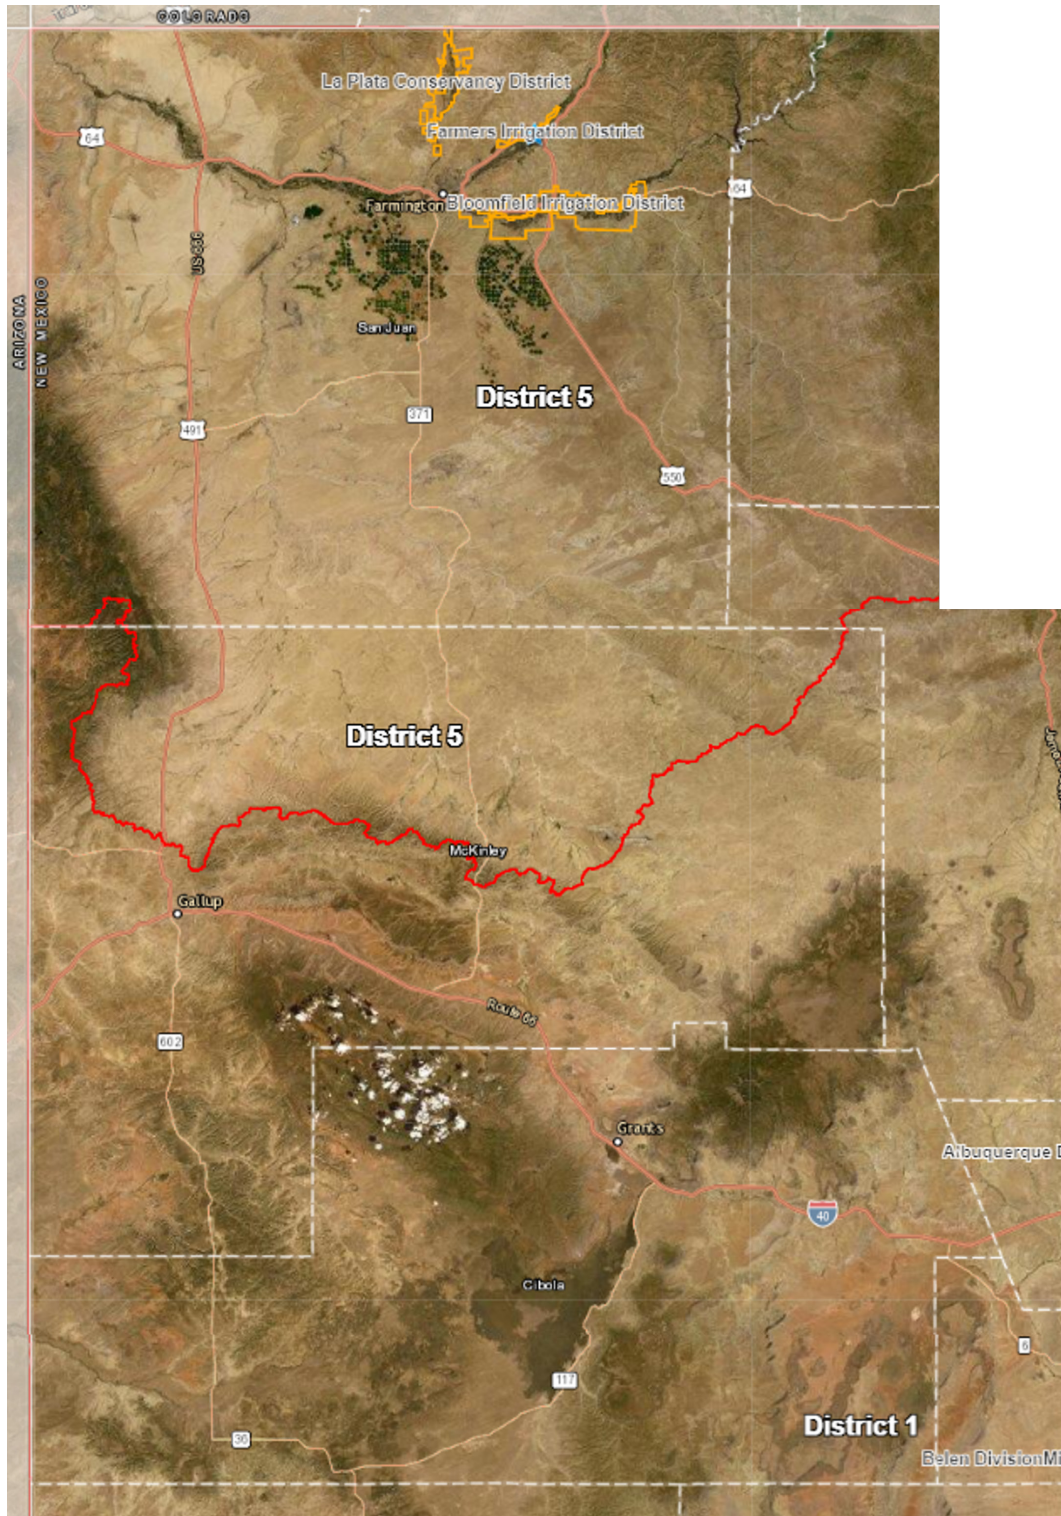 COLORADO
La Plata Conservancy District
64
Farmers Irrigation District
64
Farmington
Bloomfield Irrigation District
US 666
ARIZONA
NEW MEXICO
San Juan
District 5
371
491
550
District 5
McKinley
Gallup
Route 66
602
Grants
Albuquerque D
40
Cibola
6
117
District 1
36
Belen Division
Mi